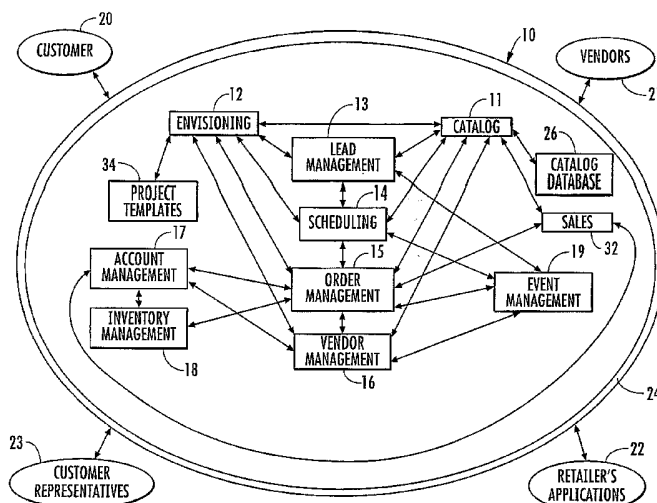 20
CUSTOMER
10
VENDORS
2
12
ENVISIONING
13
LEAD
MANAGEMENT
11
CATALOG
26
CATALOG
DATABASE
34
PROJECT
TEMPLATES
14
SCHEDULING
SALES
32
17
ACCOUNT
MANAGEMENT
15
ORDER
MANAGEMENT
19
EVENT
MANAGEMENT
INVENTORY
MANAGEMENT
18
VENDOR
MANAGEMENT
16
24
23
CUSTOMER
REPRESENTATIVES
22
RETAILER'S
APPLICATIONS